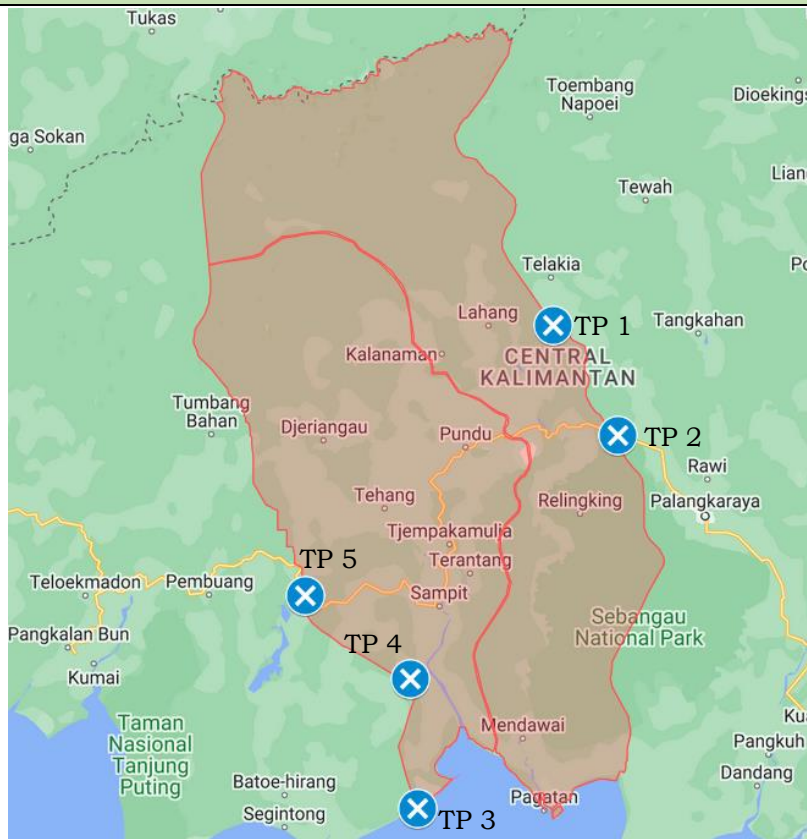 Tukas
Toembang
Napoei
Dioekings
ga Sokan
Lian
Tewah
Telakia
Po
Lahang
TP 1
Tangkahan
Kalanaman
CENTRAL
KALIMANTAN
Tumbang
Bahan
Djeriangau
Pundu
TP 2
Rawi
Tehang
Relingking
Palangkaraya
Tjempakamulia
TP 5
Terantang
Teloekmadon
Pembuang
Sampit
Sebangau
National Park
Pangkalan Bun
TP 4
Kumai
Kua
Taman
Nasional
Tanjung
Puting
Mendawai
Pangkuh
Batoe-hirang
Dandang
Segintong
TP 3
Pagatan